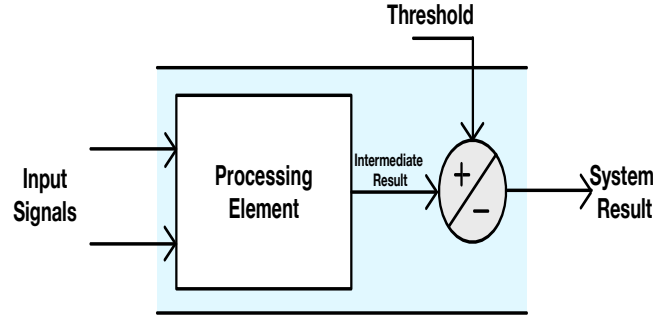 Threshold
Input
Signals
Processing
Element
Intermediate
Result
+
−
System
Result